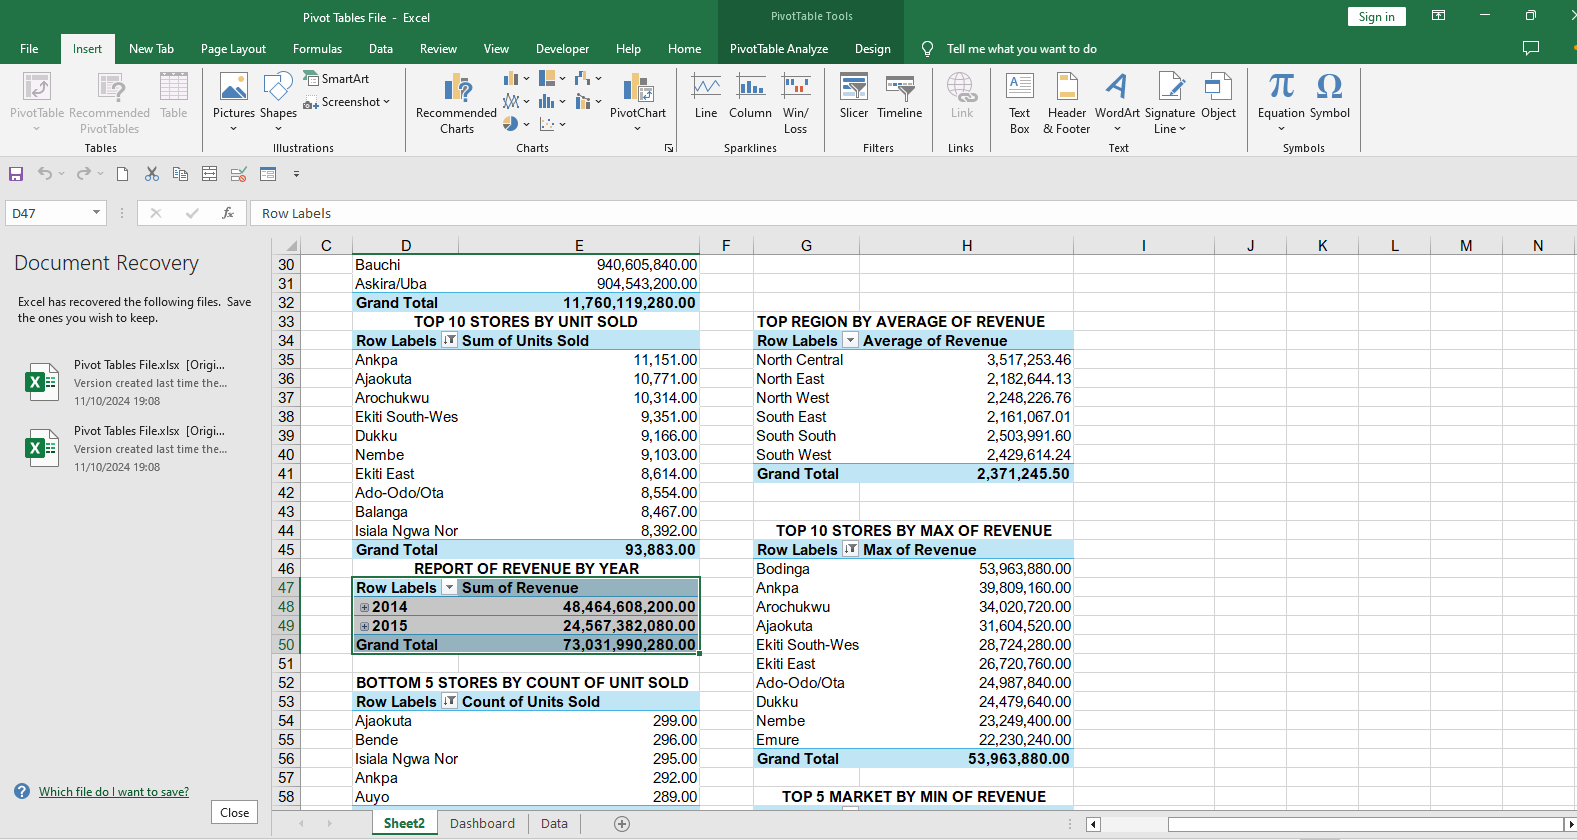 Pivot Tables File - Excel
PivotTable Tools
Sign in
File Insert New Tab Page Layout Formulas Data Review View Developer Help Home PivotTable Analyze Design Tell me what you want to do
PivotTable
Recommended PivotTables
Table
Tables
Pictures
Shapes
SmartArt
Screenshot
Illustrations
Recommended Charts
PivotChart
Charts
Line
Column
Win/ Loss
Sparklines
Slicer
Timeline
Filters
Link
Links
Text Box
Header & Footer
WordArt
Signature Line
Object
Text
Equation
Symbol
Symbols
D47
fx
Row Labels
Document Recovery
Excel has recovered the following files. Save
the ones you wish to keep.
Pivot Tables File.xlsx [Origi...
Version created last time the...
11/10/2024 19:08
Pivot Tables File.xlsx [Origi...
Version created last time the...
11/10/2024 19:08
Which file do I want to save?
Close
C D E F G H I J K L M N
30 Bauchi 940,605,840.00
31 Askira/Uba 904,543,200.00
32 Grand Total 11,760,119,280.00
33 TOP 10 STORES BY UNIT SOLD TOP REGION BY AVERAGE OF REVENUE
34 Row Labels Sum of Units Sold Row Labels Average of Revenue
35 Ankpa 11,151.00 North Central 3,517,253.46
36 Ajaokuta 10,771.00 North East 2,182,644.13
37 Arochukwu 10,314.00 North West 2,248,226.76
38 Ekiti South-Wes 9,351.00 South East 2,161,067.01
39 Dukku 9,166.00 South South 2,503,991.60
40 Nembe 9,103.00 South West 2,429,614.24
41 Ekiti East 8,614.00 Grand Total 2,371,245.50
42 Ado-Odo/Ota 8,554.00
43 Balanga 8,467.00
44 Isiala Ngwa Nor 8,392.00 TOP 10 STORES BY MAX OF REVENUE
45 Grand Total 93,883.00 Row Labels Max of Revenue
46 REPORT OF REVENUE BY YEAR Bodinga 53,963,880.00
47 Row Labels Sum of Revenue Ankpa 39,809,160.00
48 2014 48,464,608,200.00 Arochukwu 34,020,720.00
49 2015 24,567,382,080.00 Ajaokuta 31,604,520.00
50 Grand Total 73,031,990,280.00 Ekiti South-Wes 28,724,280.00
51 Ekiti East 26,720,760.00
52 BOTTOM 5 STORES BY COUNT OF UNIT SOLD Ado-Odo/Ota 24,987,840.00
53 Row Labels Count of Units Sold Dukku 24,479,640.00
54 Ajaokuta 299.00 Nembe 23,249,400.00
55 Bende 296.00 Emure 22,230,240.00
56 Isiala Ngwa Nor 295.00 Grand Total 53,963,880.00
57 Ankpa 292.00
58 Auyo 289.00 TOP 5 MARKET BY MIN OF REVENUE
Sheet2 Dashboard Data